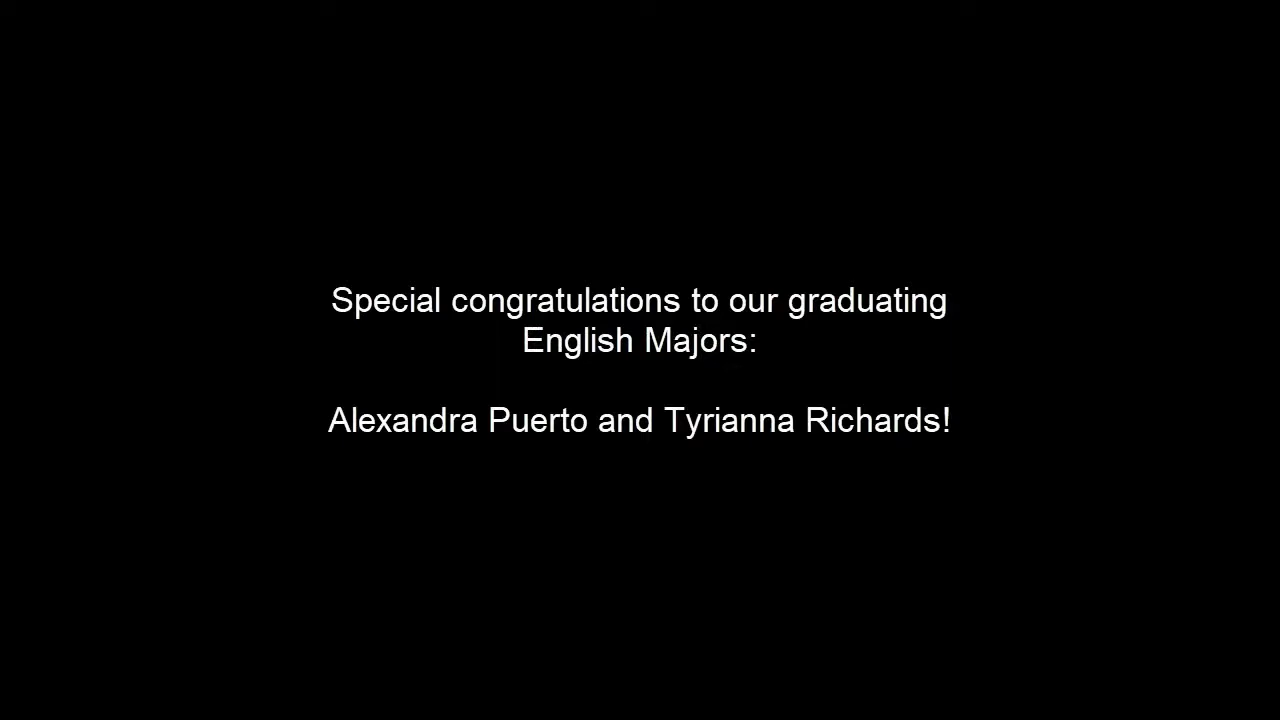 Special congratulations to our graduating
English Majors:
Alexandra Puerto and Tyrianna Richards!